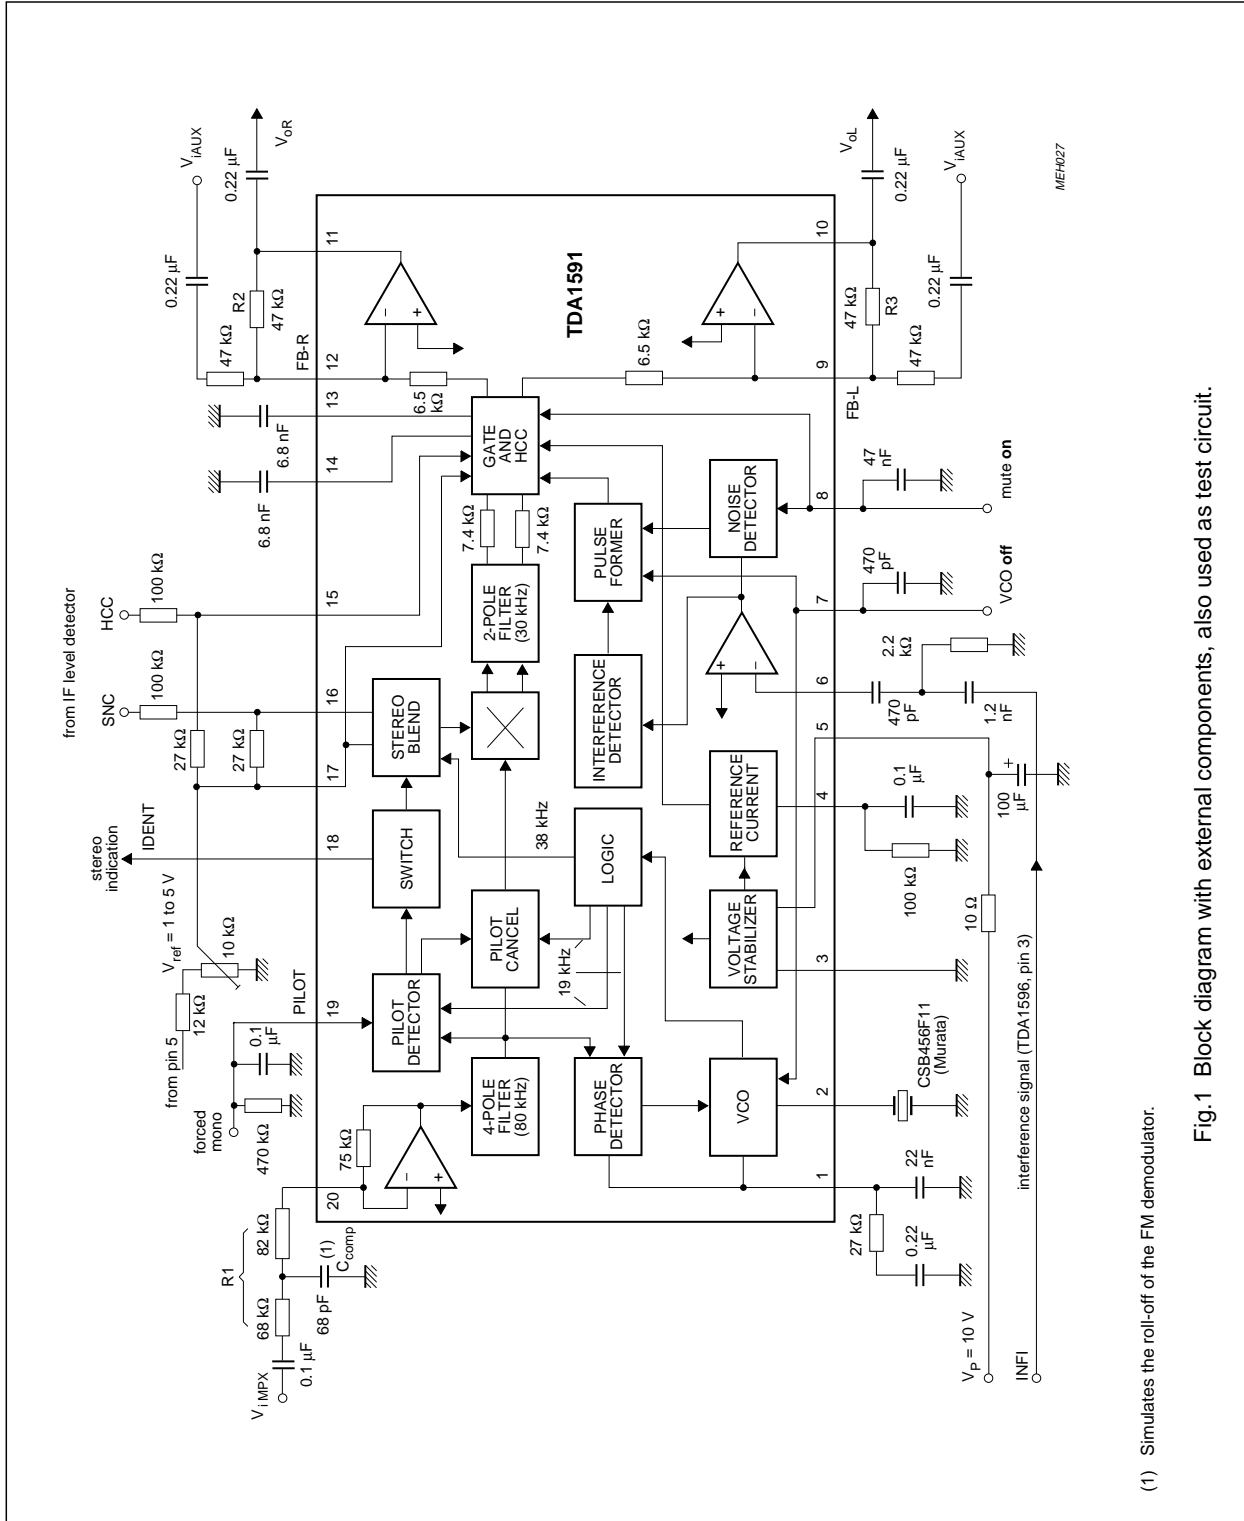 from IF level detector
SNC
HCC
100 kΩ
100 kΩ
27 kΩ
27 kΩ
stereo
indication
IDENT
V ref = 1 to 5 V
10 kΩ
12 kΩ
from pin 5
PILOT
0.1
µF
470 kΩ
forced
mono
R1
68 kΩ
82 kΩ
ViMPX
0.1 µF
68 pF
(1)
Ccomp
6.8 nF
6.8 nF
47 kΩ
FB-R
R2
47 kΩ
0.22 µF
ViAUX
0.22 µF
VoR
20
19
18
17
16
15
14
13
12
11
75 kΩ
4-POLE
FILTER
(80 kHz)
PILOT
DETECTOR
SWITCH
STEREO
BLEND
PILOT
CANCEL
38 kHz
19 kHz
2-POLE
FILTER
(30 kHz)
7.4 kΩ
7.4 kΩ
GATE
AND
HCC
6.5
kΩ
6.5 kΩ
−
+
−
+
TDA1591
PHASE
DETECTOR
LOGIC
INTERFERENCE
DETECTOR
PULSE
FORMER
VCO
VOLTAGE
STABILIZER
REFERENCE
CURRENT
+
−
NOISE
DETECTOR
+
−
1
2
3
4
5
6
7
8
9
10
27 kΩ
0.22
µF
22
nF
CSB456F11
(Murata)
100 kΩ
0.1
µF
10 Ω
100
µF
+
470
pF
1.2
nF
2.2
kΩ
470
pF
VCO off
47
nF
mute on
FB-L
47 kΩ
R3
47 kΩ
0.22 µF
VoL
0.22 µF
ViAUX
VP = 10 V
INFI
interference signal (TDA1596, pin 3)
MEH027
(1) Simulates the roll-off of the FM demodulator.
Fig.1 Block diagram with external components, also used as test circuit.